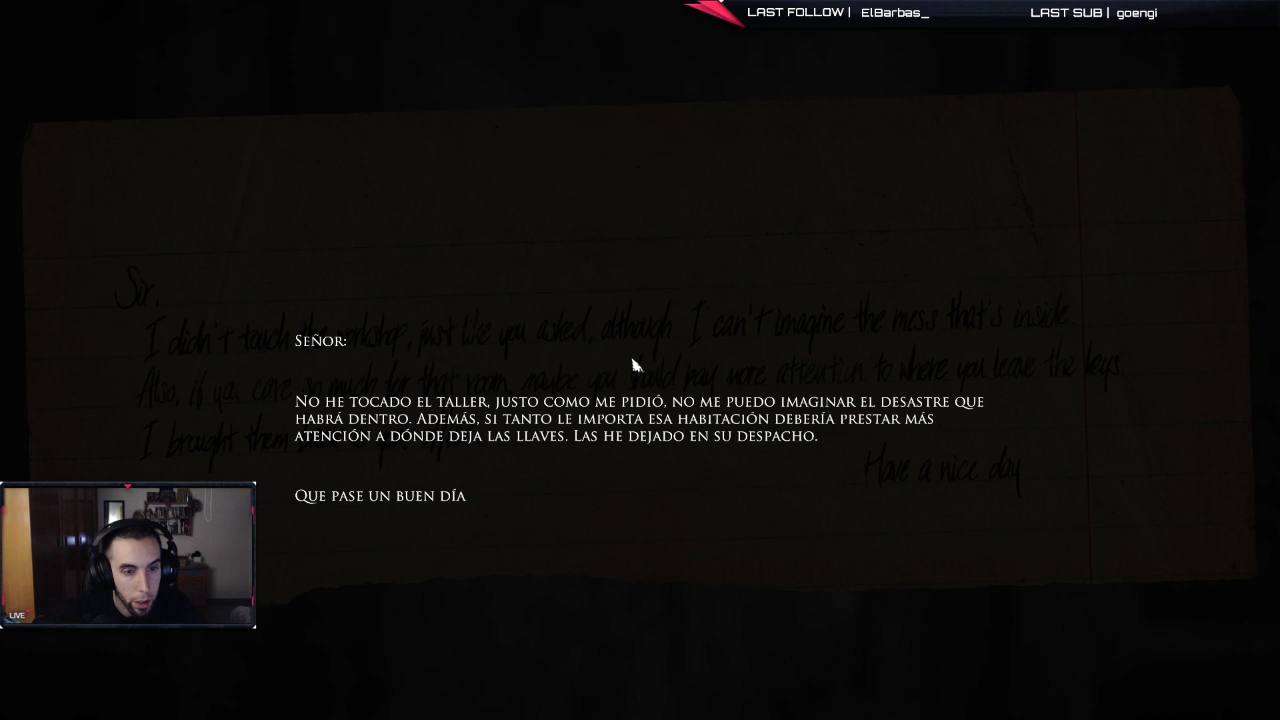 LAST FOLLOW | ElBarbas_
LAST SUB | goengi
Sir,
I didn't touch the workshop, just like you asked, although I can't imagine the mess that's inside.
Also, if you care so much for that room, maybe you should pay more attention to where you leave the keys.
I brought them
Have a nice day
Señor:
No he tocado el taller, justo como me pidió, no me puedo imaginar el desastre que
habrá dentro. Además, si tanto le importa esa habitación debería prestar más
atención a dónde deja las llaves. Las he dejado en su despacho.
Que pase un buen día
LIVE